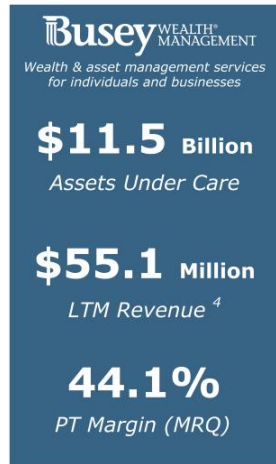 Busey WEALTH® MANAGEMENT
Wealth & asset management services
for individuals and businesses
$11.5 Billion
Assets Under Care
$55.1 Million
LTM Revenue 4
44.1%
PT Margin (MRQ)